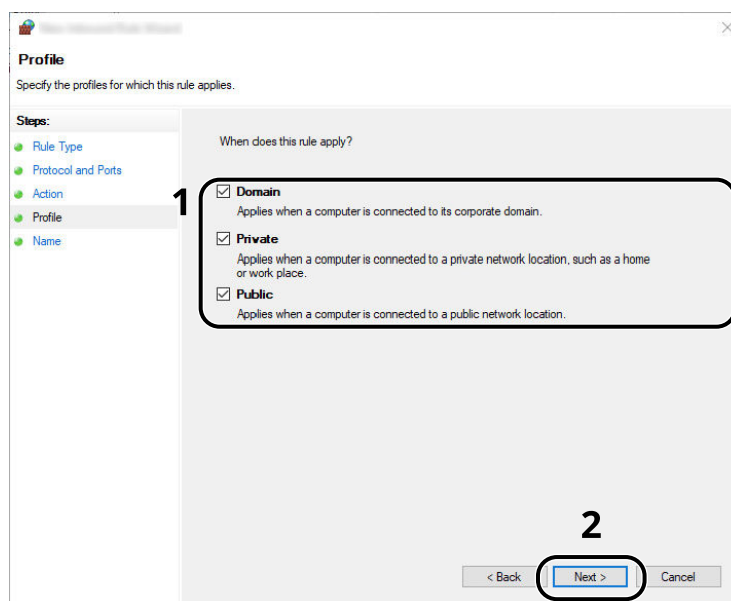 Profile
Specify the profiles for which this rule applies.
Steps:
Rule Type
Protocol and Ports
Action
Profile
Name
When does this rule apply?
1
Domain
Applies when a computer is connected to its corporate domain.
Private
Applies when a computer is connected to a private network location, such as a home
or work place.
Public
Applies when a computer is connected to a public network location.
2
< Back
Next >
Cancel